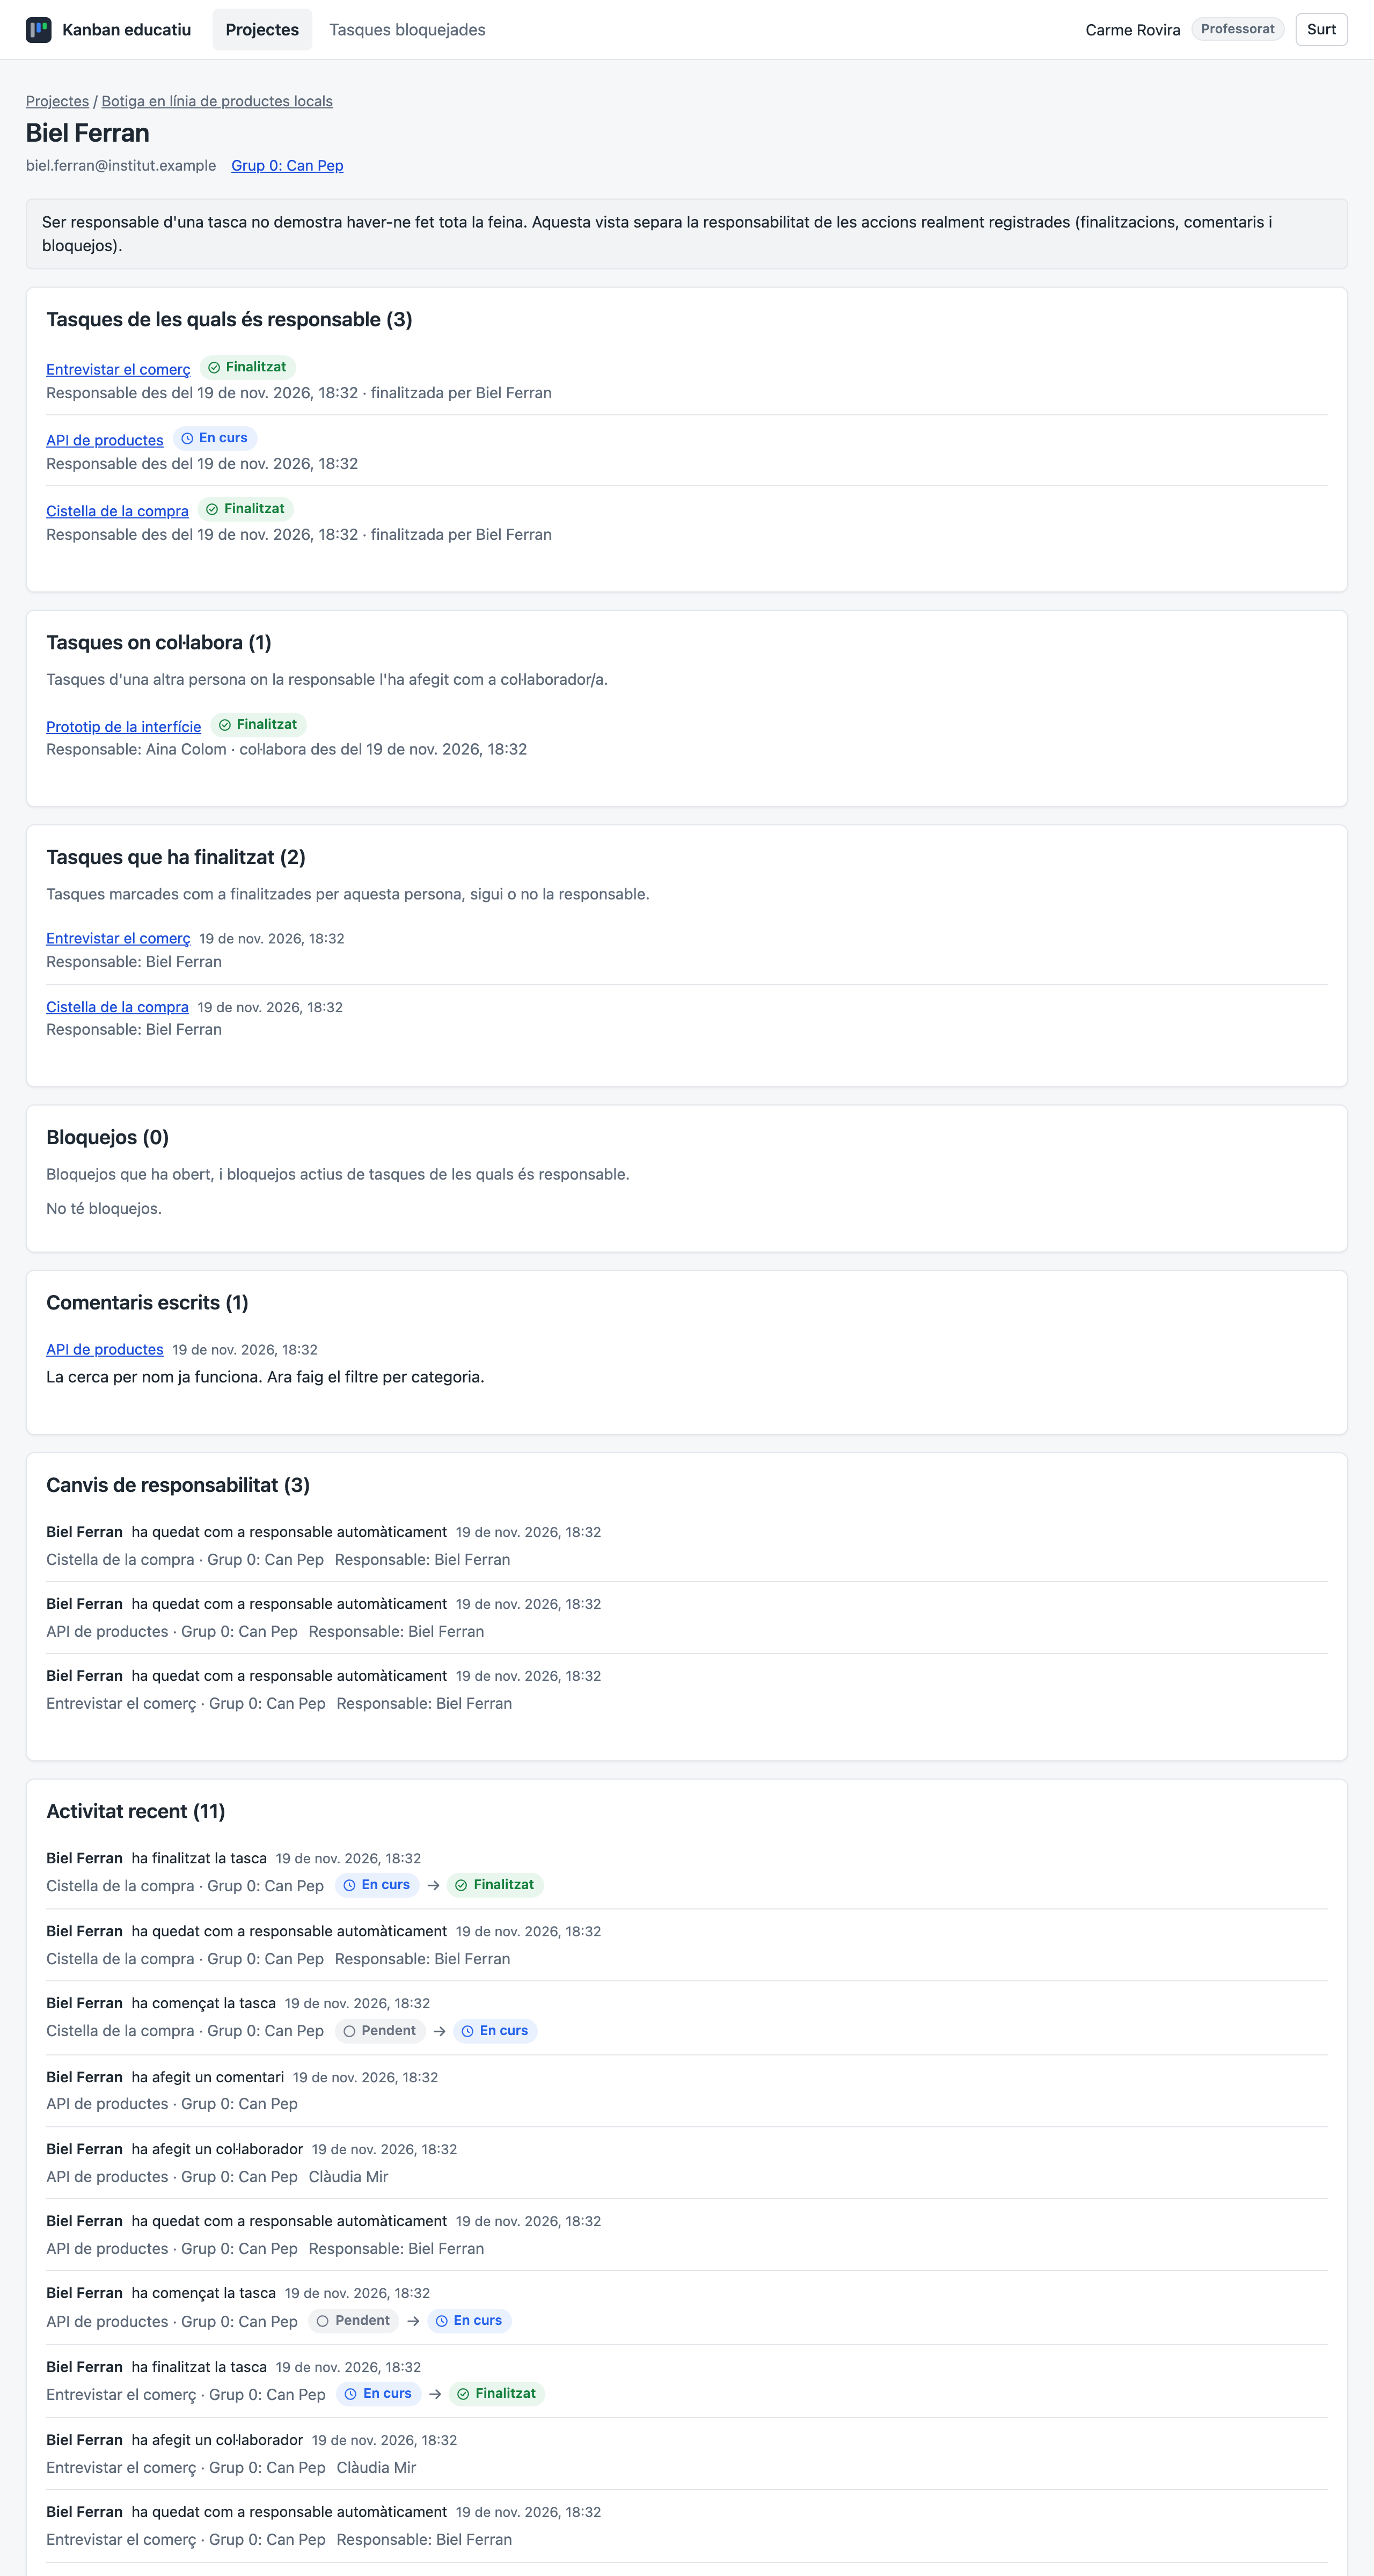 Kanban educatiu Projectes Tasques bloquejades Carme Rovira Professorat Surt
Projectes / Botiga en línia de productes locals
Biel Ferran
biel.ferran@institut.example Grup 0: Can Pep
Ser responsable d'una tasca no demostra haver-ne fet tota la feina. Aquesta vista separa la responsabilitat de les accions realment registrades (finalitzacions, comentaris i
bloquejos).
Tasques de les quals és responsable (3)
Entrevistar el comerç Finalitzat
Responsable des del 19 de nov. 2026, 18:32 · finalitzada per Biel Ferran
API de productes En curs
Responsable des del 19 de nov. 2026, 18:32
Cistella de la compra Finalitzat
Responsable des del 19 de nov. 2026, 18:32 · finalitzada per Biel Ferran
Tasques on col·labora (1)
Tasques d'una altra persona on la responsable l'ha afegit com a col·laborador/a.
Prototip de la interfície Finalitzat
Responsable: Aina Colom · col·labora des del 19 de nov. 2026, 18:32
Tasques que ha finalitzat (2)
Tasques marcades com a finalitzades per aquesta persona, sigui o no la responsable.
Entrevistar el comerç 19 de nov. 2026, 18:32
Responsable: Biel Ferran
Cistella de la compra 19 de nov. 2026, 18:32
Responsable: Biel Ferran
Bloquejos (0)
Bloquejos que ha obert, i bloquejos actius de tasques de les quals és responsable.
No té bloquejos.
Comentaris escrits (1)
API de productes 19 de nov. 2026, 18:32
La cerca per nom ja funciona. Ara faig el filtre per categoria.
Canvis de responsabilitat (3)
Biel Ferran ha quedat com a responsable automàticament 19 de nov. 2026, 18:32
Cistella de la compra · Grup 0: Can Pep Responsable: Biel Ferran
Biel Ferran ha quedat com a responsable automàticament 19 de nov. 2026, 18:32
API de productes · Grup 0: Can Pep Responsable: Biel Ferran
Biel Ferran ha quedat com a responsable automàticament 19 de nov. 2026, 18:32
Entrevistar el comerç · Grup 0: Can Pep Responsable: Biel Ferran
Activitat recent (11)
Biel Ferran ha finalitzat la tasca 19 de nov. 2026, 18:32
Cistella de la compra · Grup 0: Can Pep En curs → Finalitzat
Biel Ferran ha quedat com a responsable automàticament 19 de nov. 2026, 18:32
Cistella de la compra · Grup 0: Can Pep Responsable: Biel Ferran
Biel Ferran ha començat la tasca 19 de nov. 2026, 18:32
Cistella de la compra · Grup 0: Can Pep Pendent → En curs
Biel Ferran ha afegit un comentari 19 de nov. 2026, 18:32
API de productes · Grup 0: Can Pep
Biel Ferran ha afegit un col·laborador 19 de nov. 2026, 18:32
API de productes · Grup 0: Can Pep Clàudia Mir
Biel Ferran ha quedat com a responsable automàticament 19 de nov. 2026, 18:32
API de productes · Grup 0: Can Pep Responsable: Biel Ferran
Biel Ferran ha començat la tasca 19 de nov. 2026, 18:32
API de productes · Grup 0: Can Pep Pendent → En curs
Biel Ferran ha finalitzat la tasca 19 de nov. 2026, 18:32
Entrevistar el comerç · Grup 0: Can Pep En curs → Finalitzat
Biel Ferran ha afegit un col·laborador 19 de nov. 2026, 18:32
Entrevistar el comerç · Grup 0: Can Pep Clàudia Mir
Biel Ferran ha quedat com a responsable automàticament 19 de nov. 2026, 18:32
Entrevistar el comerç · Grup 0: Can Pep Responsable: Biel Ferran